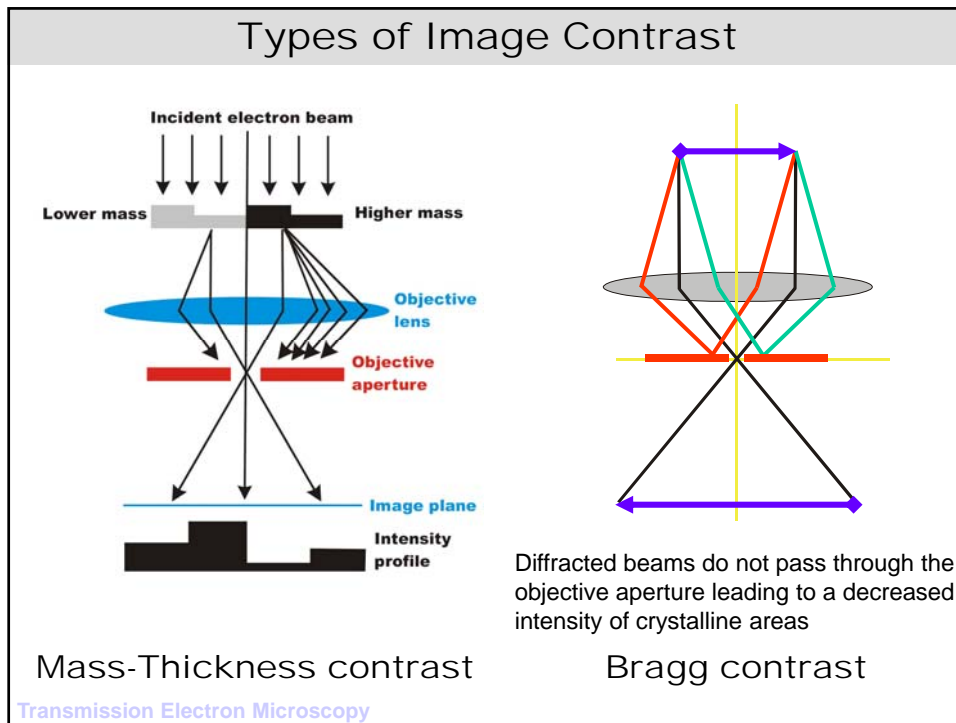 Types of Image Contrast
Incident electron beam
Lower mass
Higher mass
Objective
lens
Objective
aperture
Image plane
Intensity
profile
Mass-Thickness contrast
Diffracted beams do not pass through the
objective aperture leading to a decreased
intensity of crystalline areas
Bragg contrast
Transmission Electron Microscopy